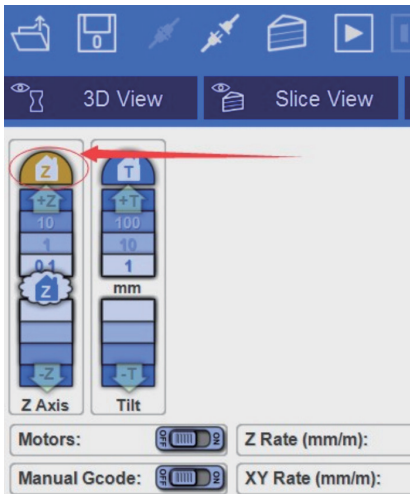 0
3D View Slice View
Z T
+Z +T
10 100
1 10
0.1 1
Z mm
-Z -T
Z Axis Tilt
Motors: OFF ON Z Rate (mm/m):
Manual Gcode: OFF ON XY Rate (mm/m):